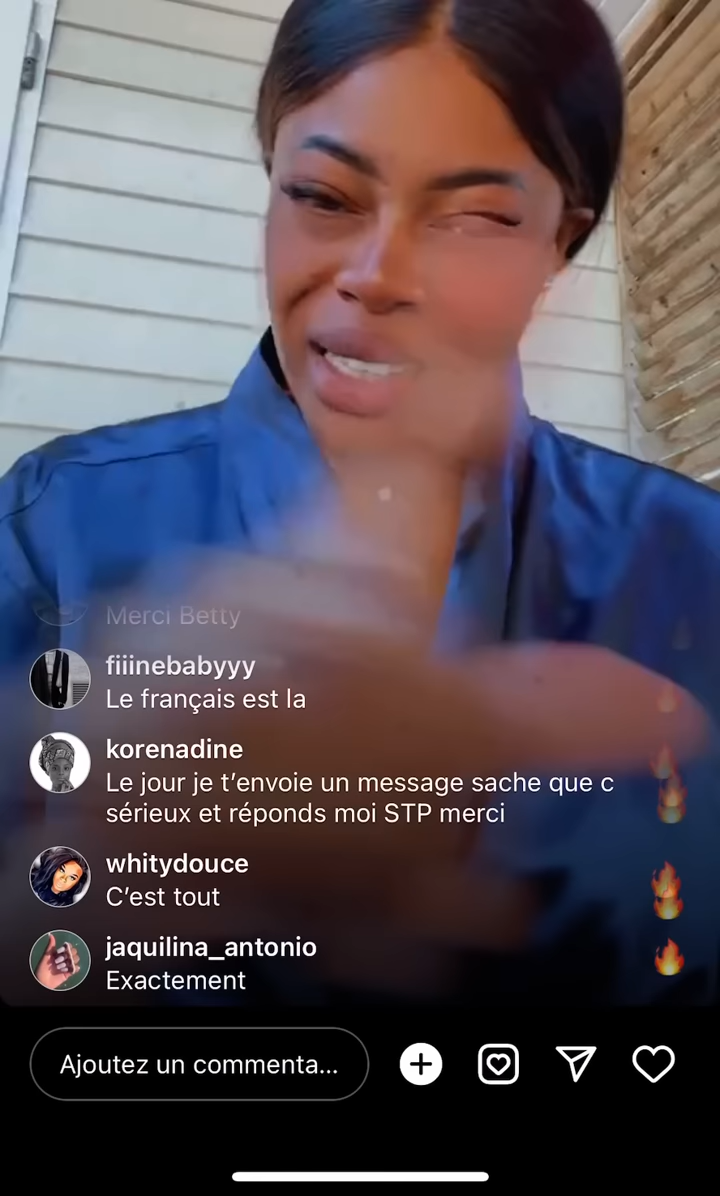 Merci Betty
fiiinebabyyy
Le français est la
korenadine
Le jour je t'envoie un message sache que c
sérieux et réponds moi STP merci
whitydouce
C'est tout
jaquilina_antonio
Exactement
Ajoutez un commenta...